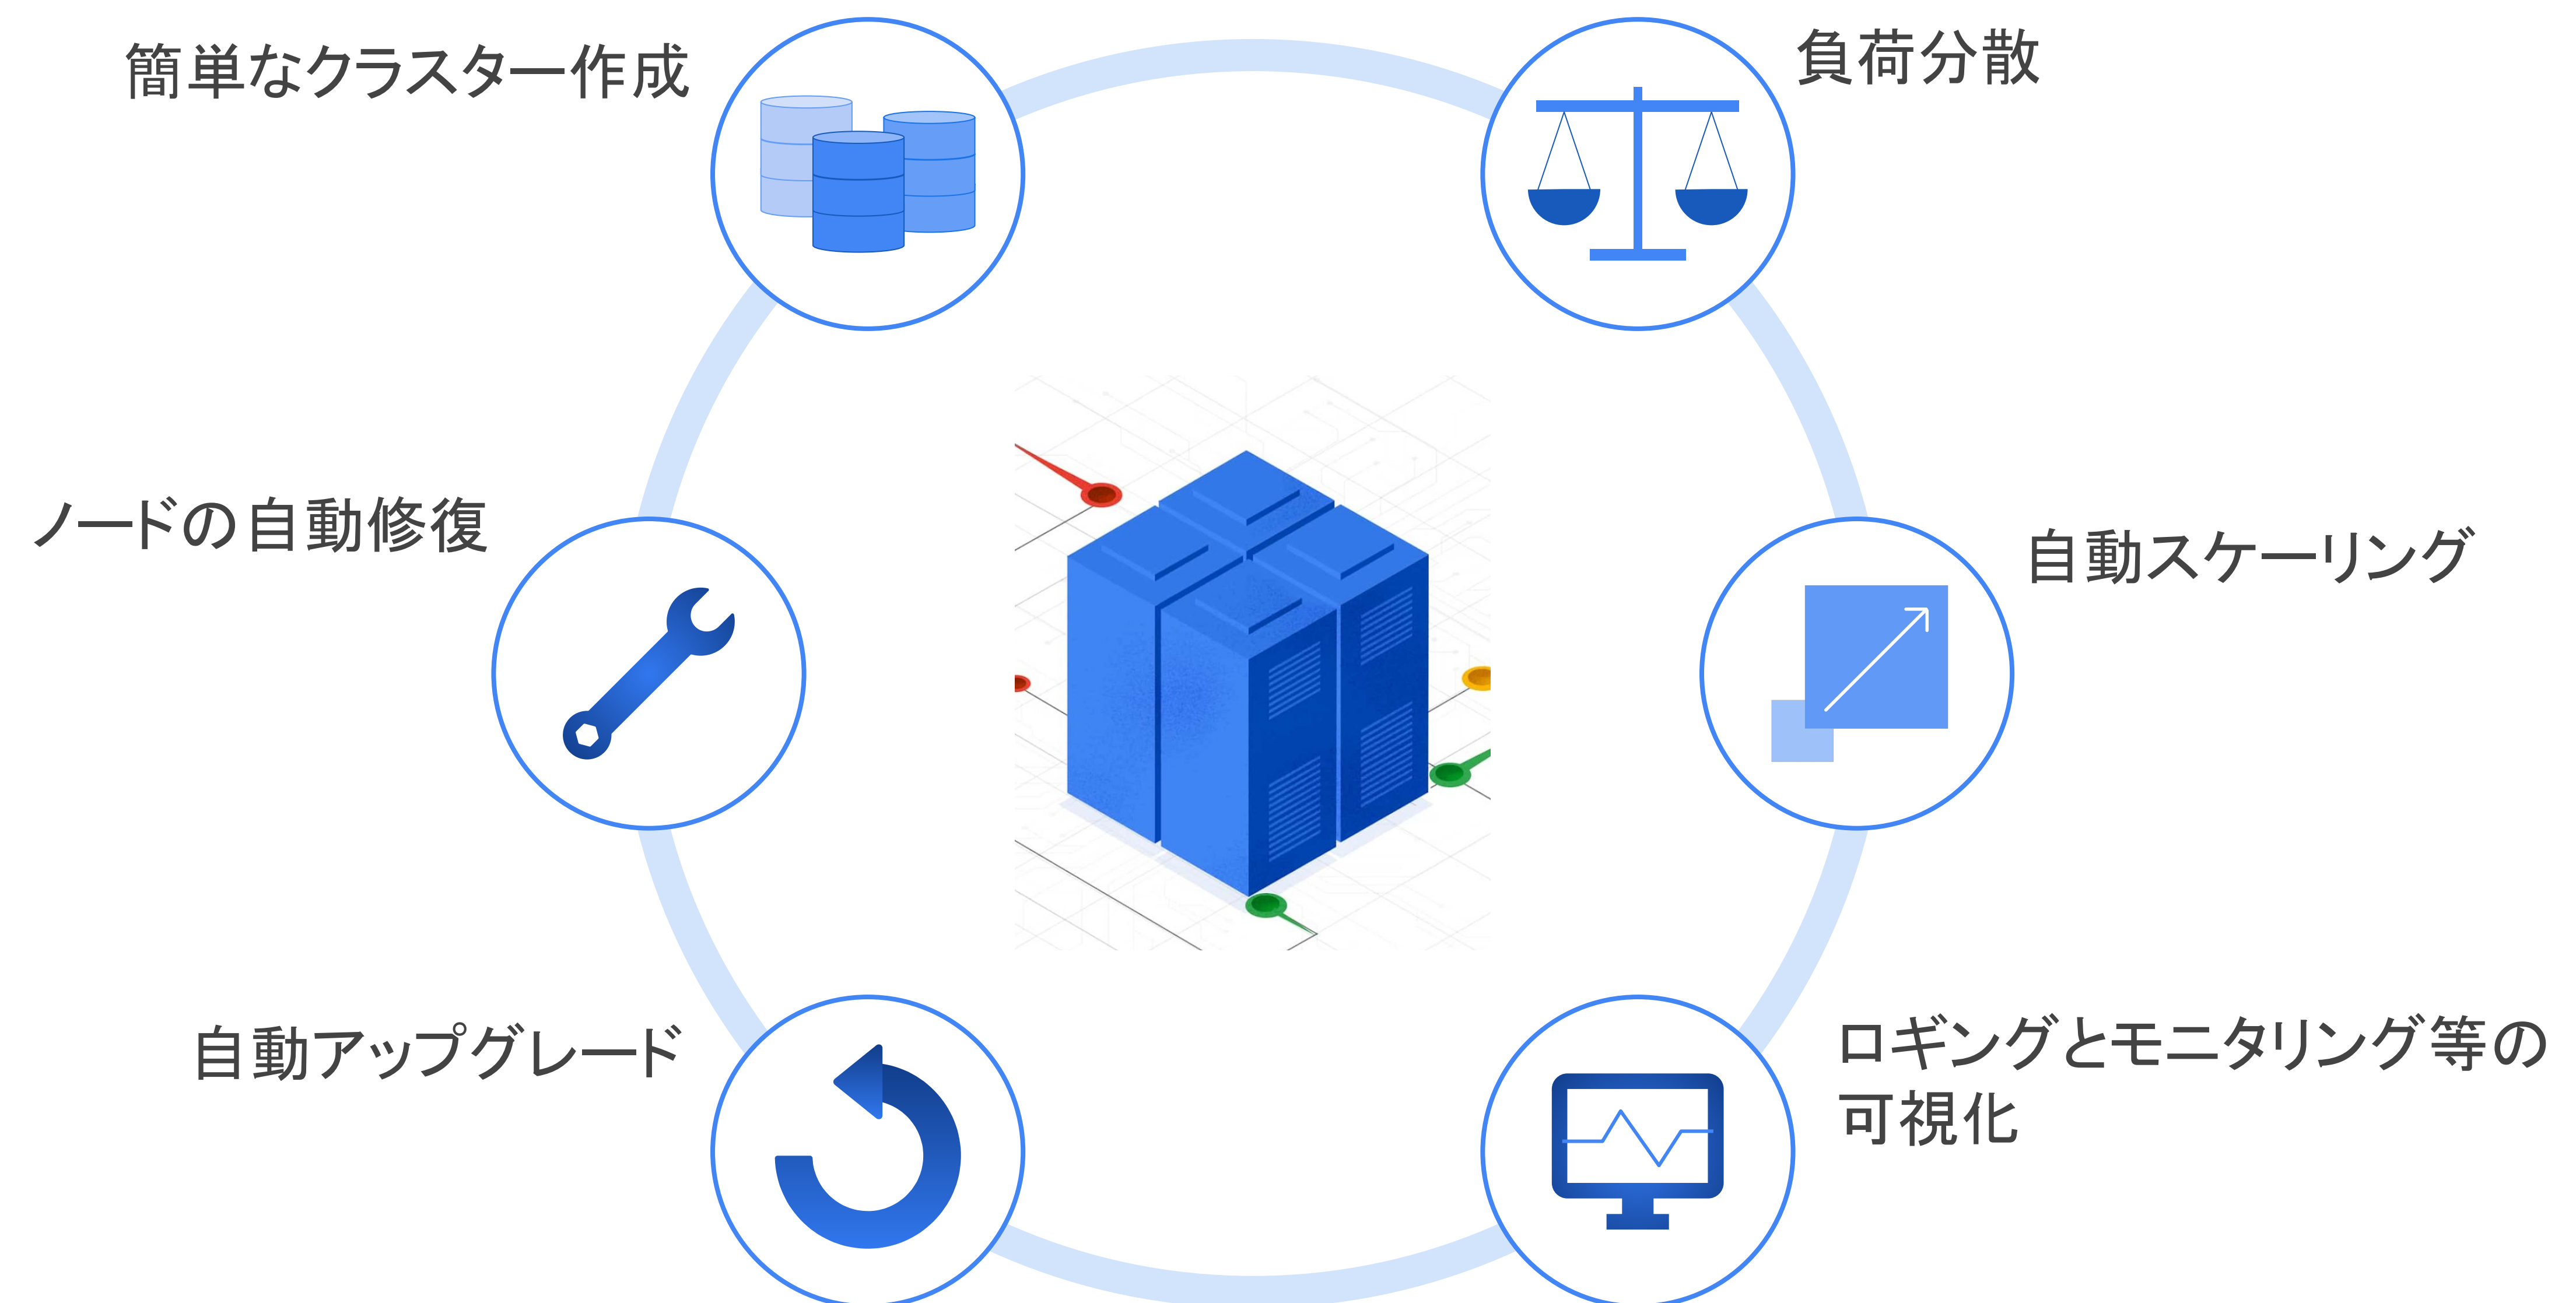 簡単なクラスター作成
負荷分散
ノードの自動修復
自動スケーリング
自動アップグレード
ロギングとモニタリング等の
可視化